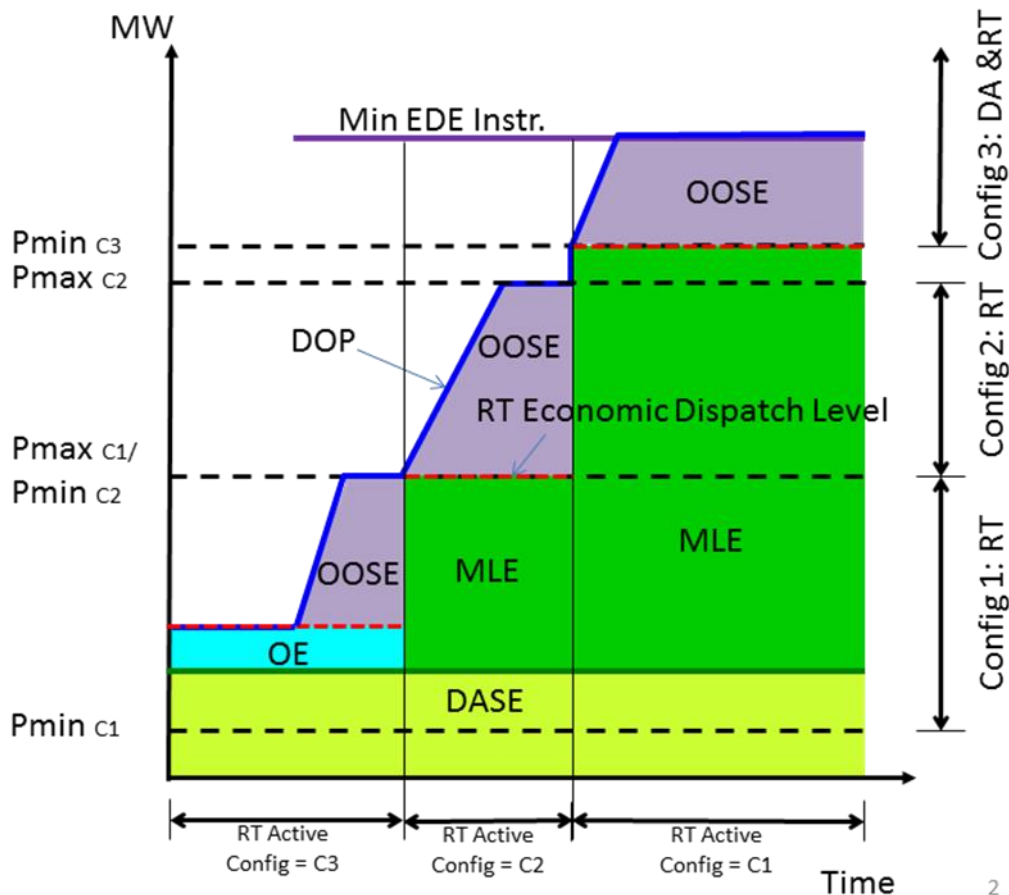 MW
Min EDE Instr.
OOSE
Pmin C3
Pmax C2
DOP
OOSE
RT Economic Dispatch Level
Pmax C1/
Pmin C2
OOSE
MLE
MLE
OE
DASE
Pmin C1
RT Active
Config = C3
RT Active
Config = C2
RT Active
Config = C1
Time
2
Config 3: DA &RT
Config 2: RT
Config 1: RT